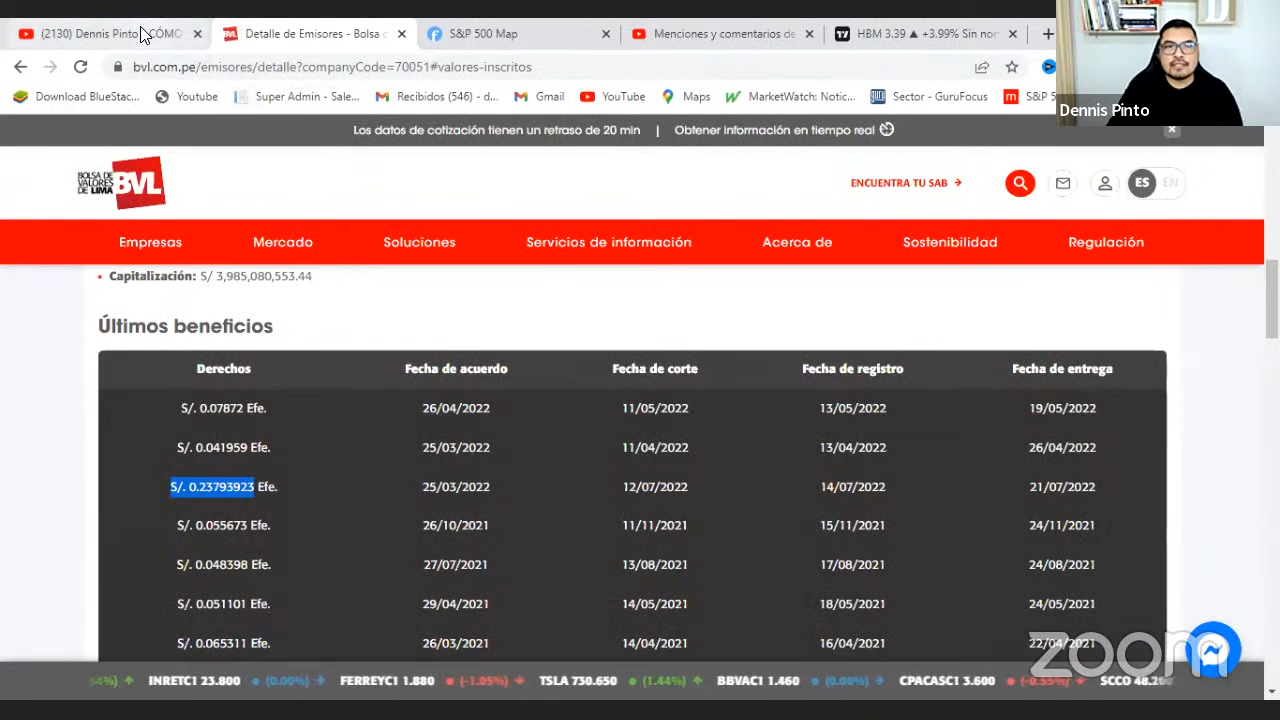 (2130) Dennis Pinto - CÓMO
Detalle de Emisores - Bolsa d
Map
Menciones y comentarios de
HBM 3.39 ▲ +3.99% Sin nor
bvl.com.pe/emisores/detalle?companyCode=70051#valores-inscritos
Download BlueStac...
Youtube
Super Admin - Sale...
Recibidos (546) - d...
Gmail
YouTube
Maps
MarketWatch: Notic...
Sector - GuruFocus
S&P 5
Dennis Pinto
Los datos de cotización tienen un retraso de 20 min | Obtener información en tiempo real
BOLSA DE VALORES DE LIMA BVL
ENCUENTRA TU SAB
ES EN
Empresas Mercado Soluciones Servicios de información Acerca de Sostenibilidad Regulación
• Capitalización: S/ 3,985,080,553.44
Últimos beneficios
Derechos Fecha de acuerdo Fecha de corte Fecha de registro Fecha de entrega
S/. 0.07872 Efe. 26/04/2022 11/05/2022 13/05/2022 19/05/2022
S/. 0.041959 Efe. 25/03/2022 11/04/2022 13/04/2022 26/04/2022
S/. 0.23793923 Efe. 25/03/2022 12/07/2022 14/07/2022 21/07/2022
S/. 0.055673 Efe. 26/10/2021 11/11/2021 15/11/2021 24/11/2021
S/. 0.048398 Efe. 27/07/2021 13/08/2021 17/08/2021 24/08/2021
S/. 0.051101 Efe. 29/04/2021 14/05/2021 18/05/2021 24/05/2021
S/. 0.065311 Efe. 26/03/2021 14/04/2021 16/04/2021 22/04/2021
zoom
INRETC1 23.800 (0.00%) FERREYC1 1.880 (-1.05%) TSLA 730.650 (1.44%) BBVAC1 1.460 (0.00%) CPACASC1 3.600 (-0.55%) SCCO